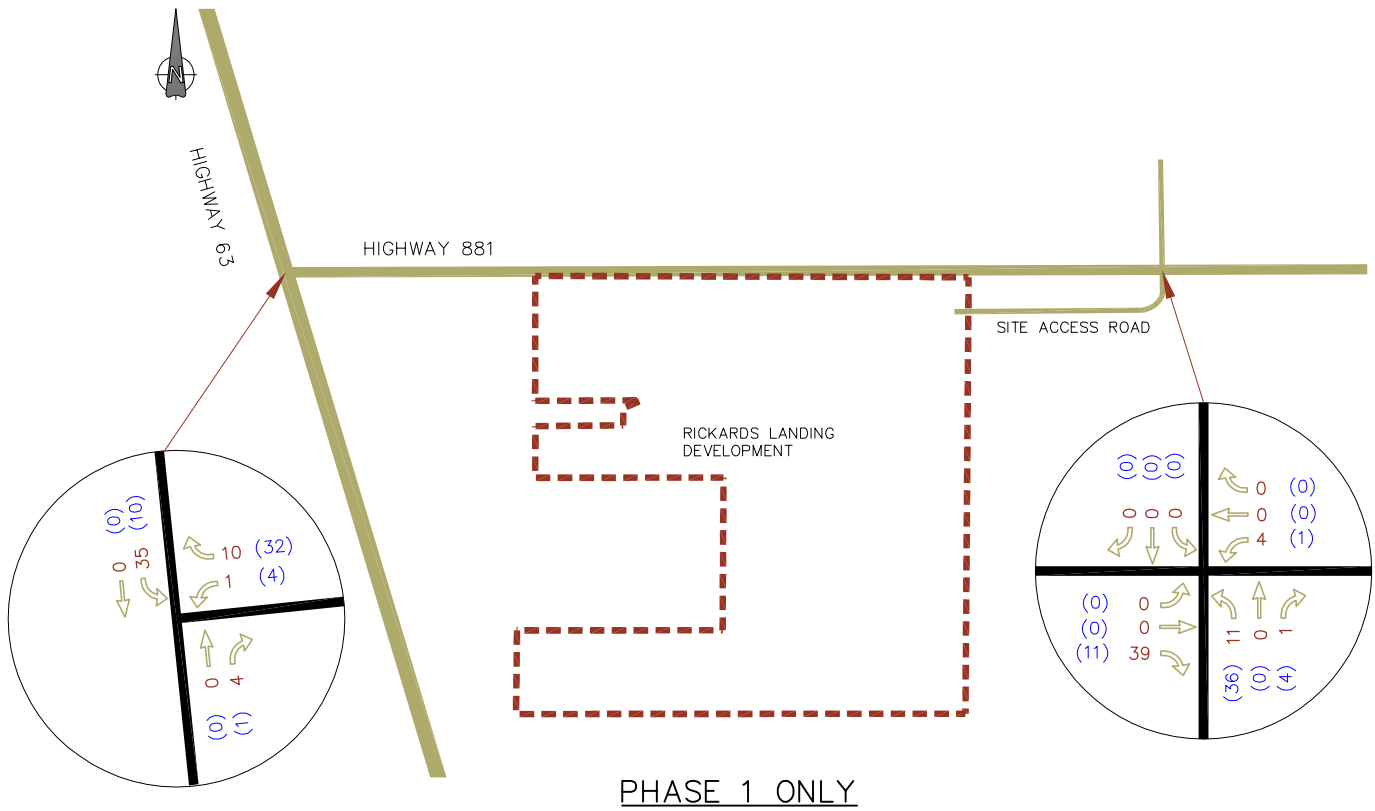 N
HIGHWAY 63
HIGHWAY 881
SITE ACCESS ROAD
RICKARDS LANDING
DEVELOPMENT
(0)
(10)
0
35
10 (32)
1 (4)
0
4
(0)
(1)
(0) (0) (0)
0 0 0
0 (0)
0 (0)
4 (1)
(0) 0
(0) 0
(11) 39
11 0 1
(36) (0) (4)
PHASE 1 ONLY